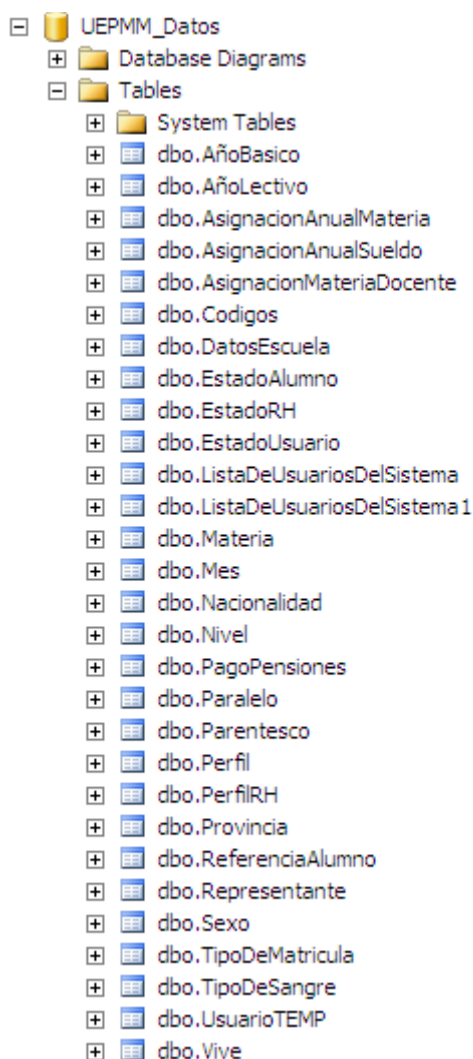 UEPMM_Datos
Database Diagrams
Tables
System Tables
dbo.AñoBasico
dbo.AñoLectivo
dbo.AsignacionAnualMateria
dbo.AsignacionAnualSueldo
dbo.AsignacionMateriaDocente
dbo.Codigos
dbo.DatosEscuela
dbo.EstadoAlumno
dbo.EstadoRH
dbo.EstadoUsuario
dbo.ListaDeUsuariosDelSistema
dbo.ListaDeUsuariosDelSistema1
dbo.Materia
dbo.Mes
dbo.Nacionalidad
dbo.Nivel
dbo.PagoPensiones
dbo.Paralelo
dbo.Parentesco
dbo.Perfil
dbo.PerfilRH
dbo.Provincia
dbo.ReferenciaAlumno
dbo.Representante
dbo.Sexo
dbo.TipoDeMatricula
dbo.TipoDeSangre
dbo.UsuarioTEMP
dbo.Vive